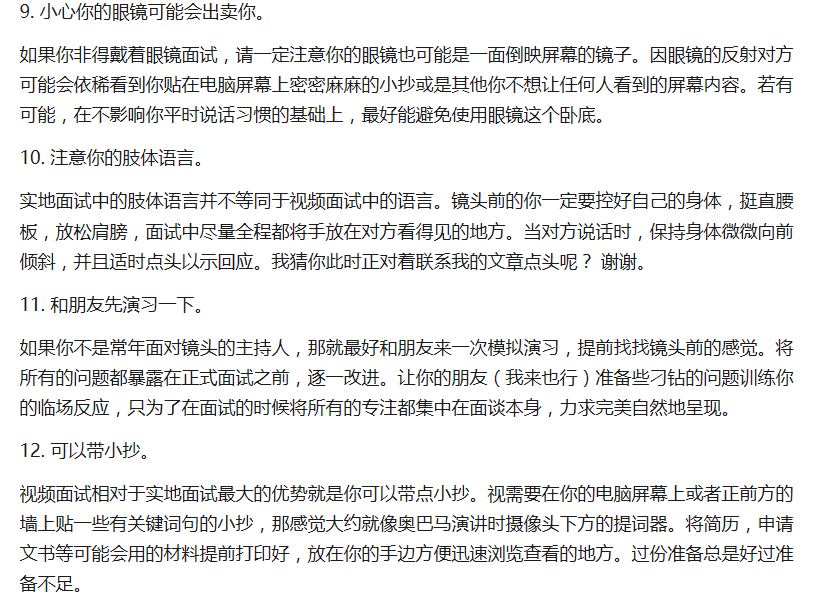 9. 小心你的眼镜可能会出卖你。
如果你非得戴着眼镜面试，请一定注意你的眼镜也可能是一面倒映屏幕的镜子。因眼镜的反射对方
可能会依稀看到你贴在电脑屏幕上密密麻麻的小抄或是其他你不想让任何人看到的屏幕内容。若有
可能，在不影响你平时说话习惯的基础上，最好能避免使用眼镜这个卧底。
10. 注意你的肢体语言。
实地面试中的肢体语言并不等同于视频面试中的语言。镜头前的你一定要控好自己的身体，挺直腰
板，放松肩膀，面试中尽量全程都将手放在对方看得见的地方。当对方说话时，保持身体微微向前
倾斜，并且适时点头以示回应。我猜你此时正对着联系我的文章点头呢？ 谢谢。
11. 和朋友先演习一下。
如果你不是常年面对镜头的主持人，那就最好和朋友来一次模拟演习，提前找找镜头前的感觉。将
所有的问题都暴露在正式面试之前，逐一改进。让你的朋友（我来也行）准备些刁钻的问题训练你
的临场反应，只为了在面试的时候将所有的专注都集中在面谈本身，力求完美自然地呈现。
12. 可以带小抄。
视频面试相对于实地面试最大的优势就是你可以带点小抄。视需要在你的电脑屏幕上或者正前方的
墙上贴一些有关键词句的小抄，那感觉大约就像奥巴马演讲时摄像头下方的提词器。将简历，申请
文书等可能会用的材料提前打印好，放在你的手边方便迅速浏览查看的地方。过份准备总是好过准
备不足。